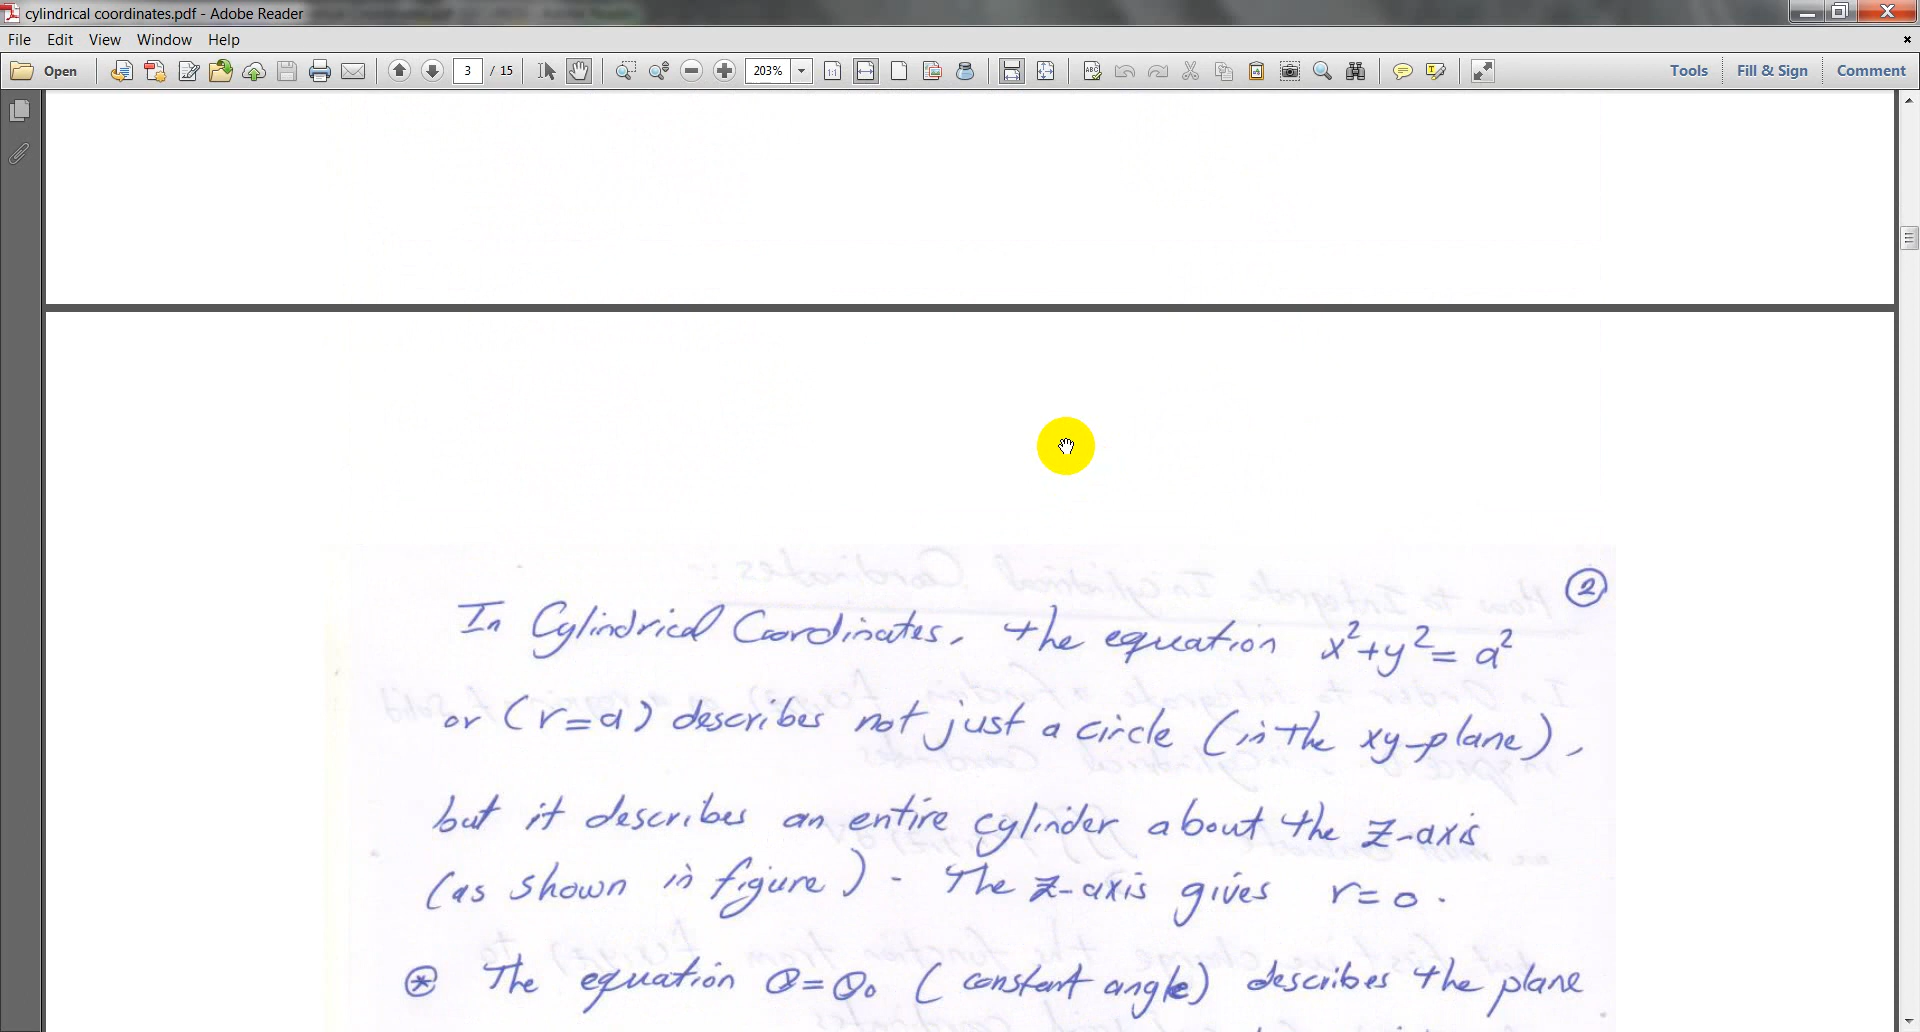 cylindrical coordinates.pdf - Adobe Reader
File Edit View Window Help
Open 3 / 15 203% Tools Fill & Sign Comment
2
In Cylindrical Coordinates, the equation x²+y²= a²
or (r=a) describes not just a circle (in the xy-plane),
but it describes an entire cylinder about the z-axis
(as shown in figure). The z-axis gives r=0.
⊛ The equation θ=θ₀ (constant angle) describes the plane